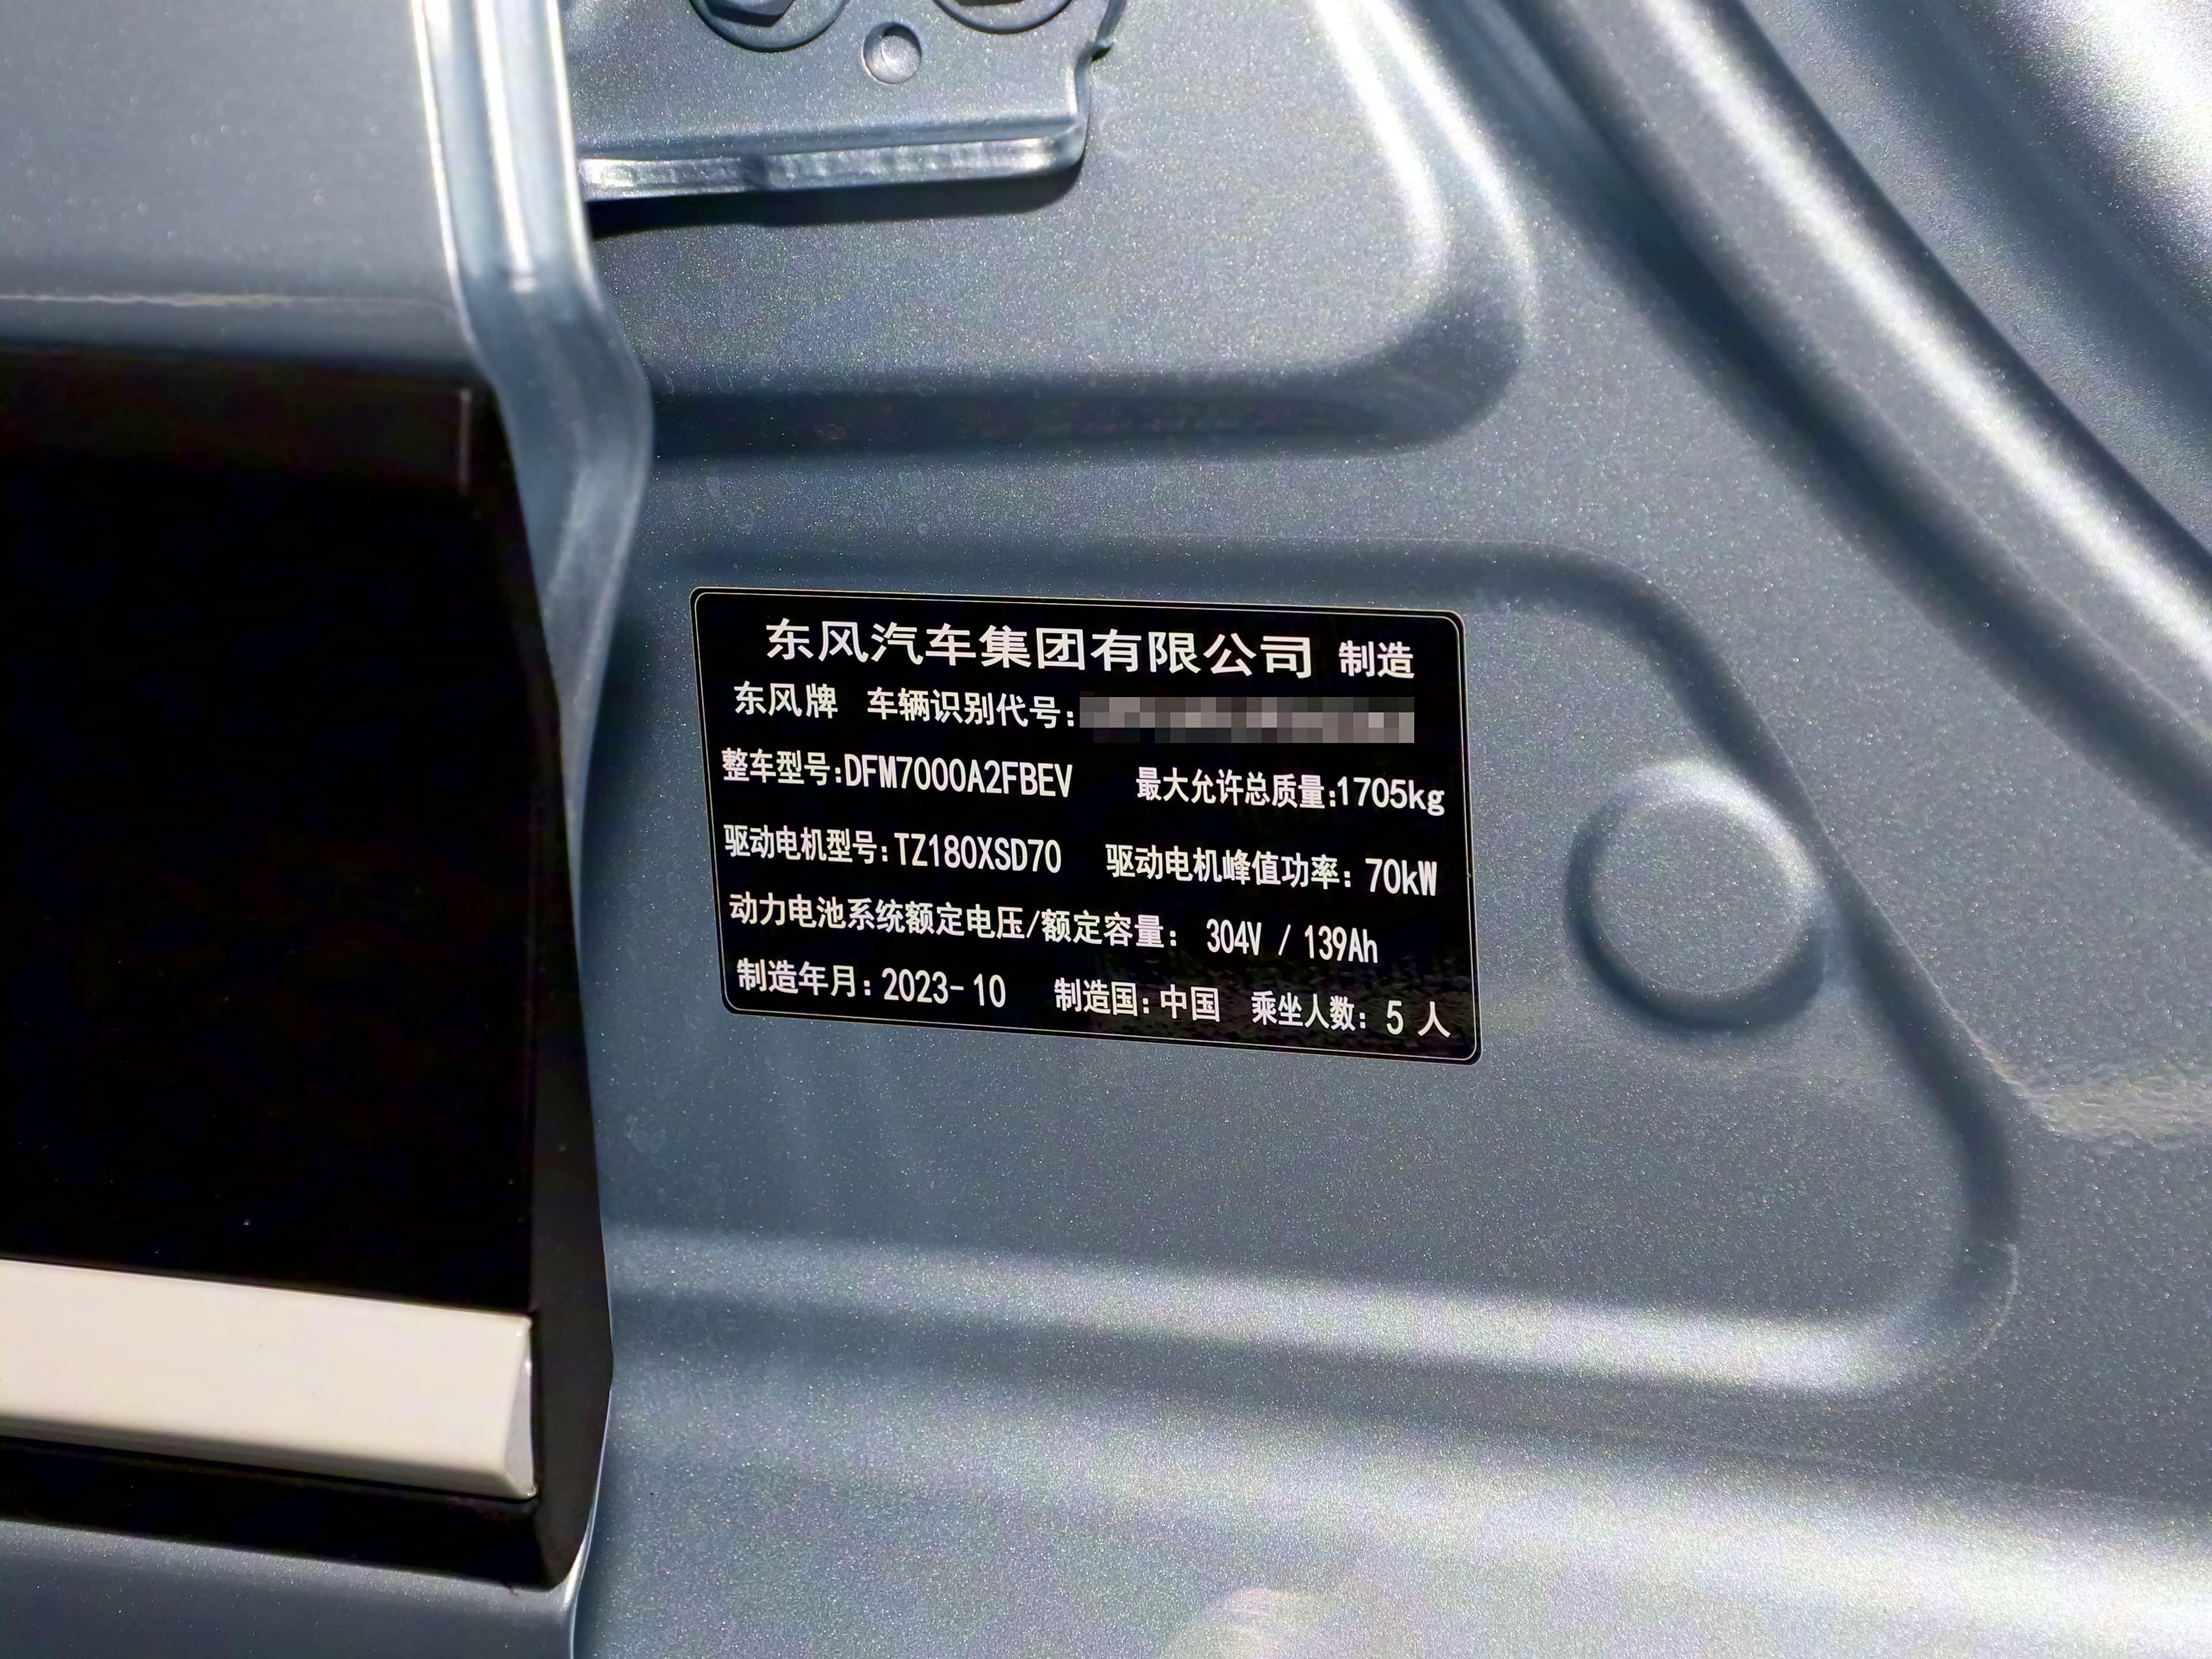 东风汽车集团有限公司 制造
东风牌 车辆识别代号:
整车型号:DFM7000A2FBEV 最大允许总质量:1705kg
驱动电机型号:TZ180XSD70 驱动电机峰值功率: 70kW
动力电池系统额定电压/额定容量: 304V / 139Ah
制造年月: 2023-10 制造国: 中国 乘坐人数: 5 人